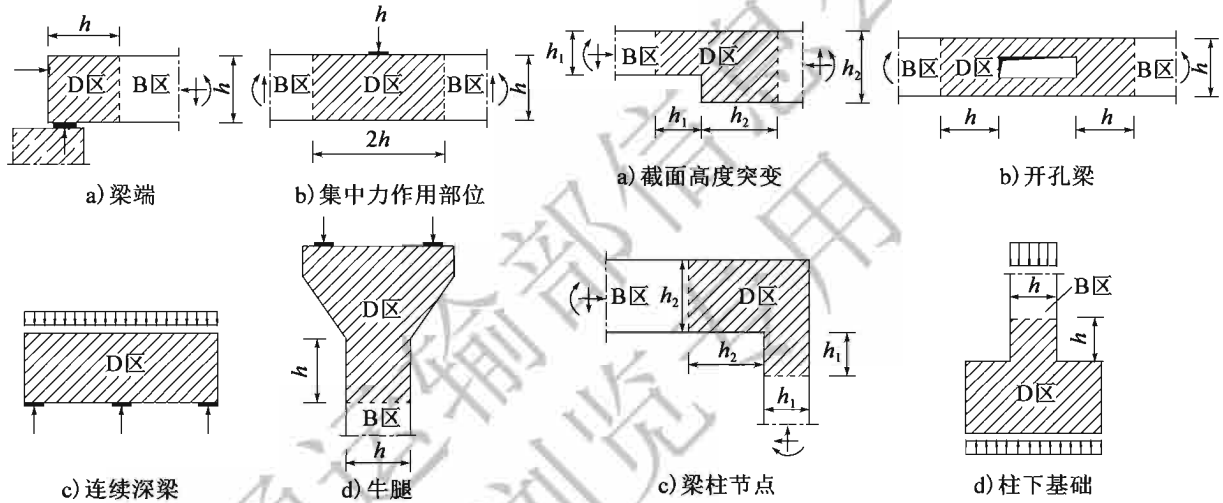 h
D区
B区
h
a)梁端
h
B区
D区
B区
h
2h
b)集中力作用部位
h₁
B区
D区
h₂
h₁
h₂
a)截面高度突变
B区
D区
B区
h
h
h
b)开孔梁
D区
c)连续深梁
D区
h
B区
h
d)牛腿
B区
h₂
D区
h₂
h₁
h₁
c)梁柱节点
h
B区
h
D区
d)柱下基础